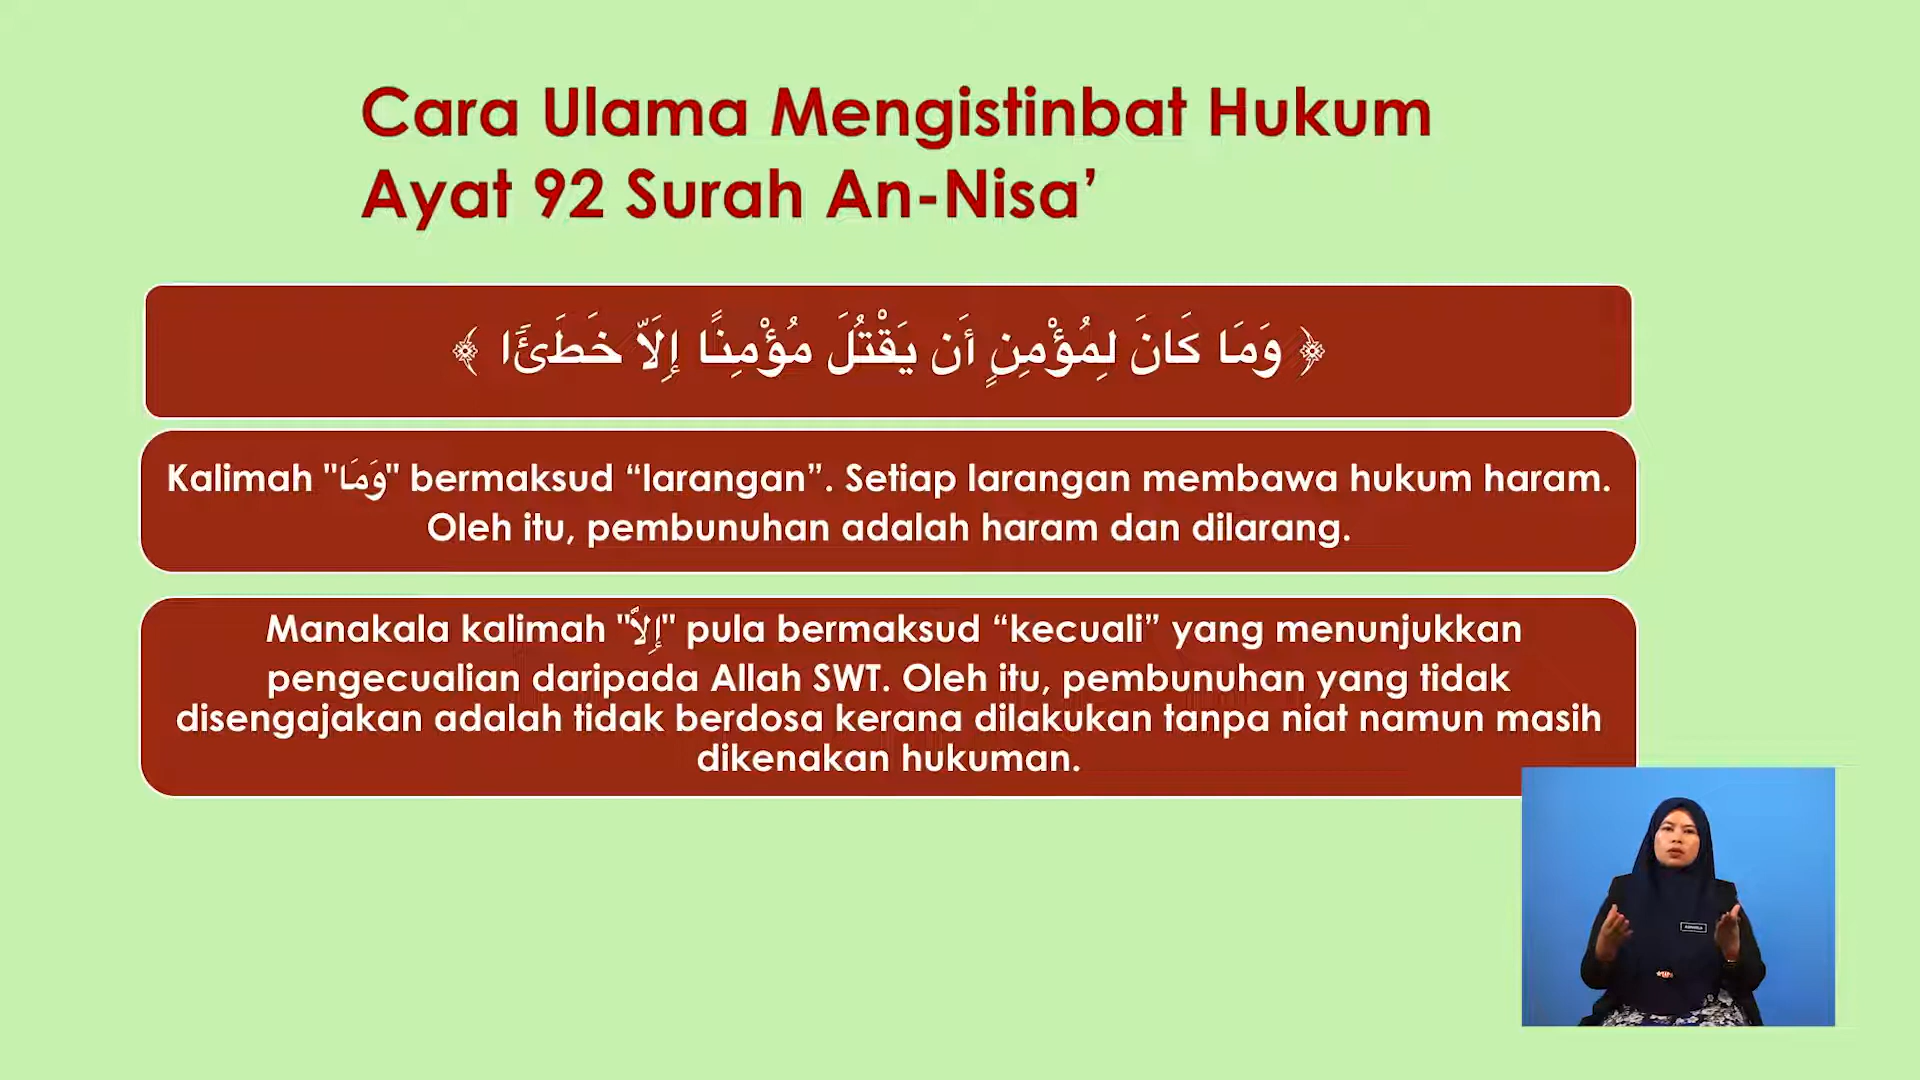 Cara Ulama Mengistinbat Hukum
Ayat 92 Surah An-Nisa’
﴿ وَمَا كَانَ لِمُؤْمِنٍ أَن يَقْتُلَ مُؤْمِنًا إِلَّا خَطَـًٔا ﴾
Kalimah "وَمَا" bermaksud “larangan”. Setiap larangan membawa hukum haram.
Oleh itu, pembunuhan adalah haram dan dilarang.
Manakala kalimah "إِلاَّ" pula bermaksud “kecuali” yang menunjukkan
pengecualian daripada Allah SWT. Oleh itu, pembunuhan yang tidak
disengajakan adalah tidak berdosa kerana dilakukan tanpa niat namun masih
dikenakan hukuman.